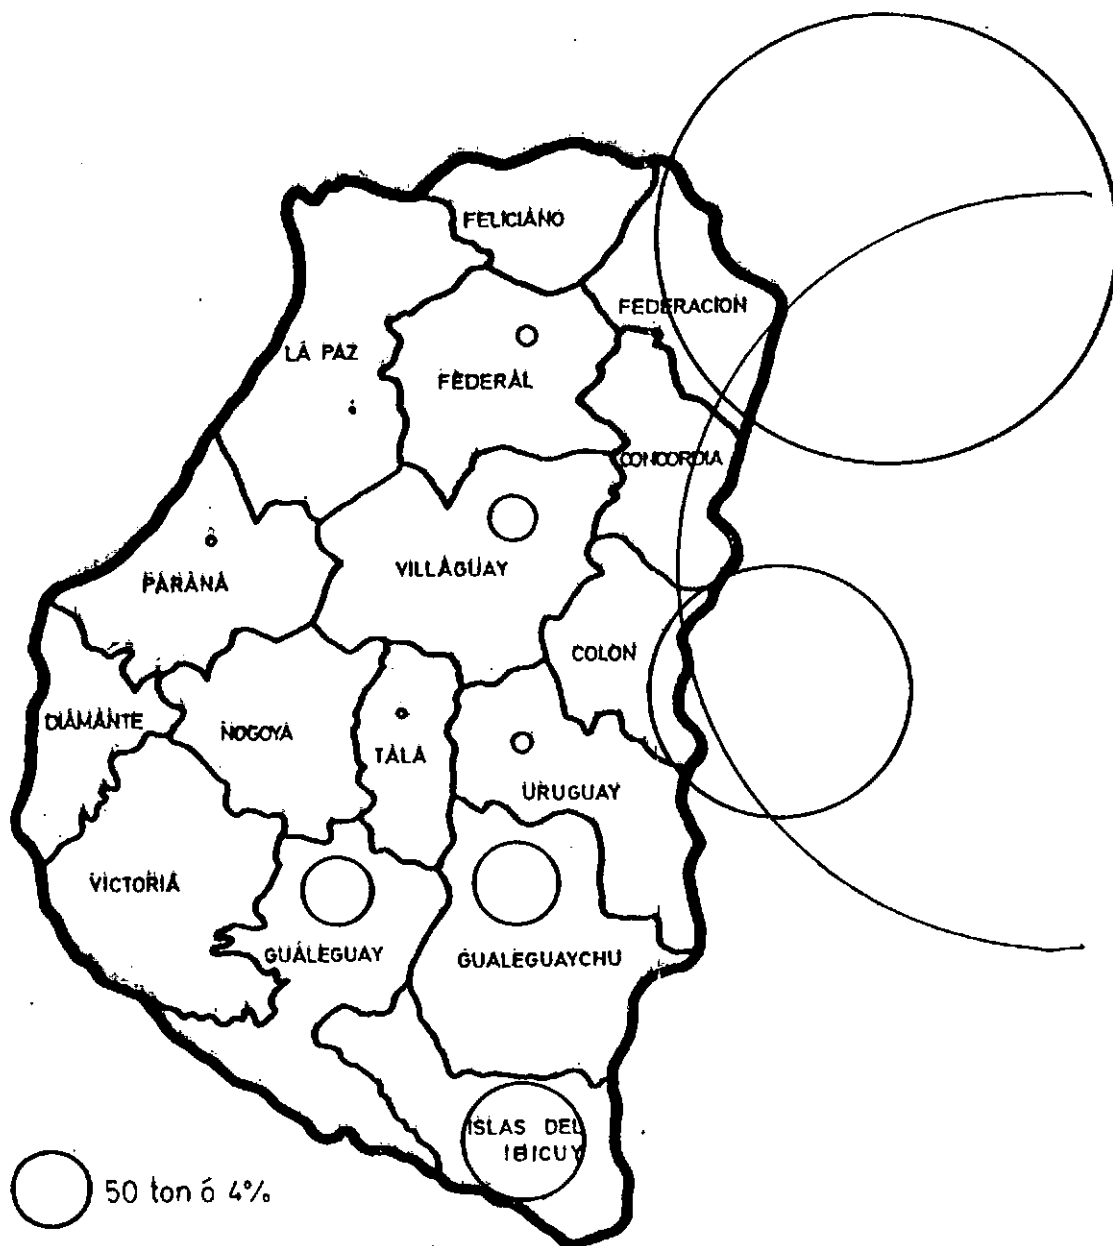 FELICIANO
FEDERACION
LA PAZ
FEDERAL
CONCORDIA
VILLAGUAY
PARANA
COLON
DIAMANTE
NOGOYA
TALA
URUGUAY
VICTORIA
GUALEGUAY
GUALEGUAYCHU
ISLAS DEL
IBICUY
50 ton ó 4%